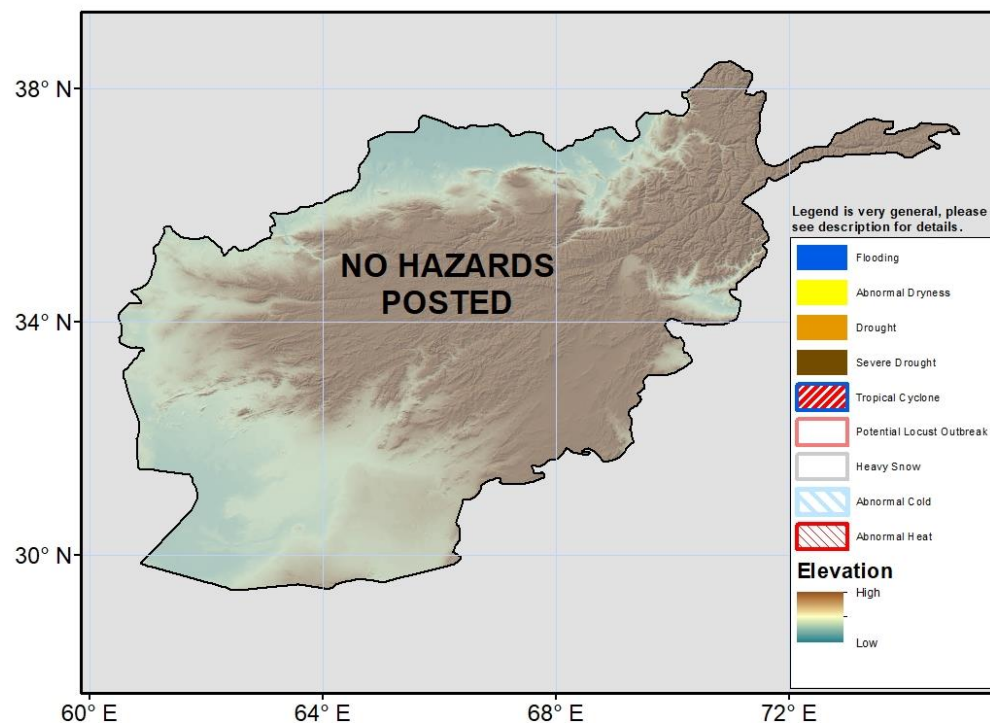 38° N
34° N
30° N
60° E
64° E
68° E
72° E
NO HAZARDS
POSTED
Legend is very general, please
see description for details.
Flooding
Abnormal Dryness
Drought
Severe Drought
Tropical Cyclone
Potential Locust Outbreak
Heavy Snow
Abnormal Cold
Abnormal Heat
Elevation
High
Low